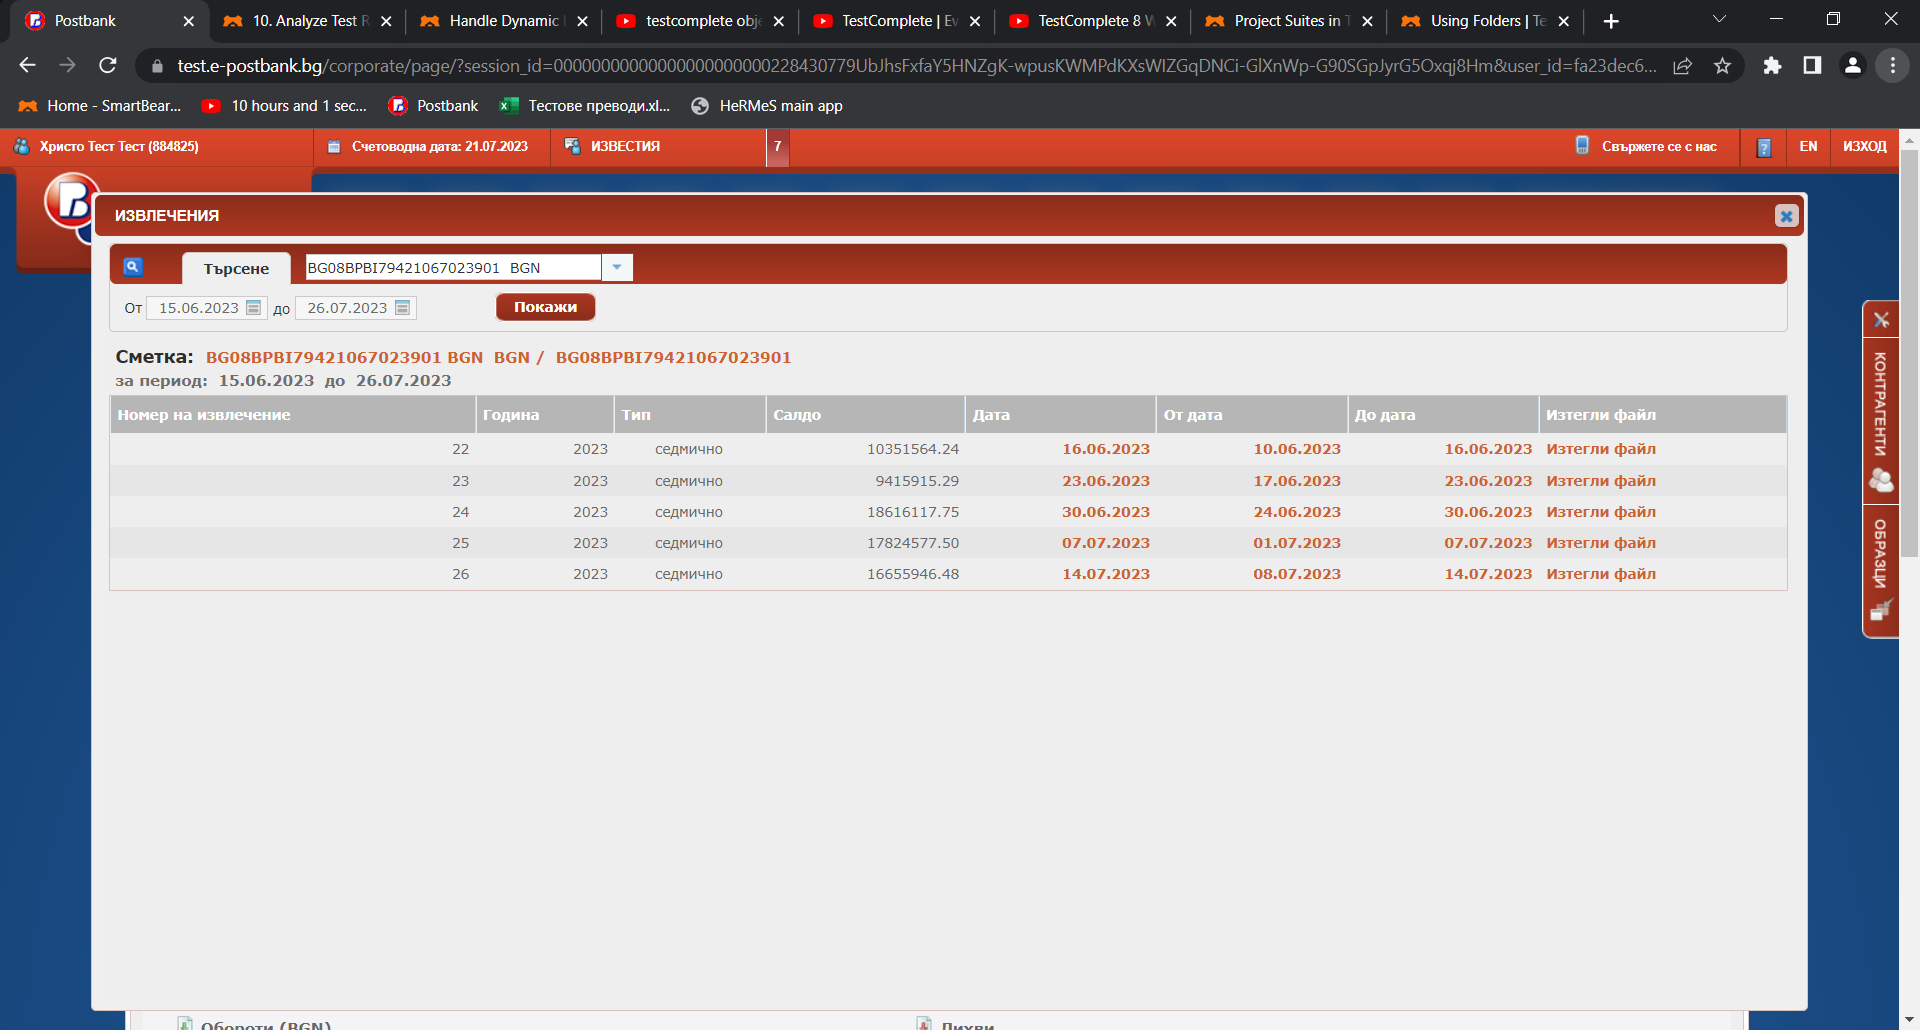 Postbank
10. Analyze Test R
Handle Dynamic
testcomplete obje
TestComplete | Ev
TestComplete 8 W
Project Suites in T
Using Folders | Te
test.e-postbank.bg/corporate/page/?session_id=
Home - SmartBear...
10 hours and 1 sec...
Postbank
Тестове преводи.xl...
HeRMeS main app
Христо Тест Тест (884825)
Счетоводна дата: 21.07.2023
ИЗВЕСТИЯ
7
Свържете се с нас
EN
ИЗХОД
ИЗВЛЕЧЕНИЯ
Търсене
BG08BPBI79421067023901 BGN
От 15.06.2023 до 26.07.2023 Покажи
Сметка: BG08BPBI79421067023901 BGN BGN / BG08BPBI79421067023901
за период: 15.06.2023 до 26.07.2023
Номер на извлечение Година Тип Салдо Дата От дата До дата Изтегли файл
22 2023 седмично 10351564.24 16.06.2023 10.06.2023 16.06.2023 Изтегли файл
23 2023 седмично 9415915.29 23.06.2023 17.06.2023 23.06.2023 Изтегли файл
24 2023 седмично 18616117.75 30.06.2023 24.06.2023 30.06.2023 Изтегли файл
25 2023 седмично 17824577.50 07.07.2023 01.07.2023 07.07.2023 Изтегли файл
26 2023 седмично 16655946.48 14.07.2023 08.07.2023 14.07.2023 Изтегли файл
КОНТРАГЕНТИ
ОБРАЗЦИ
Обороти (BGN)
Лихви